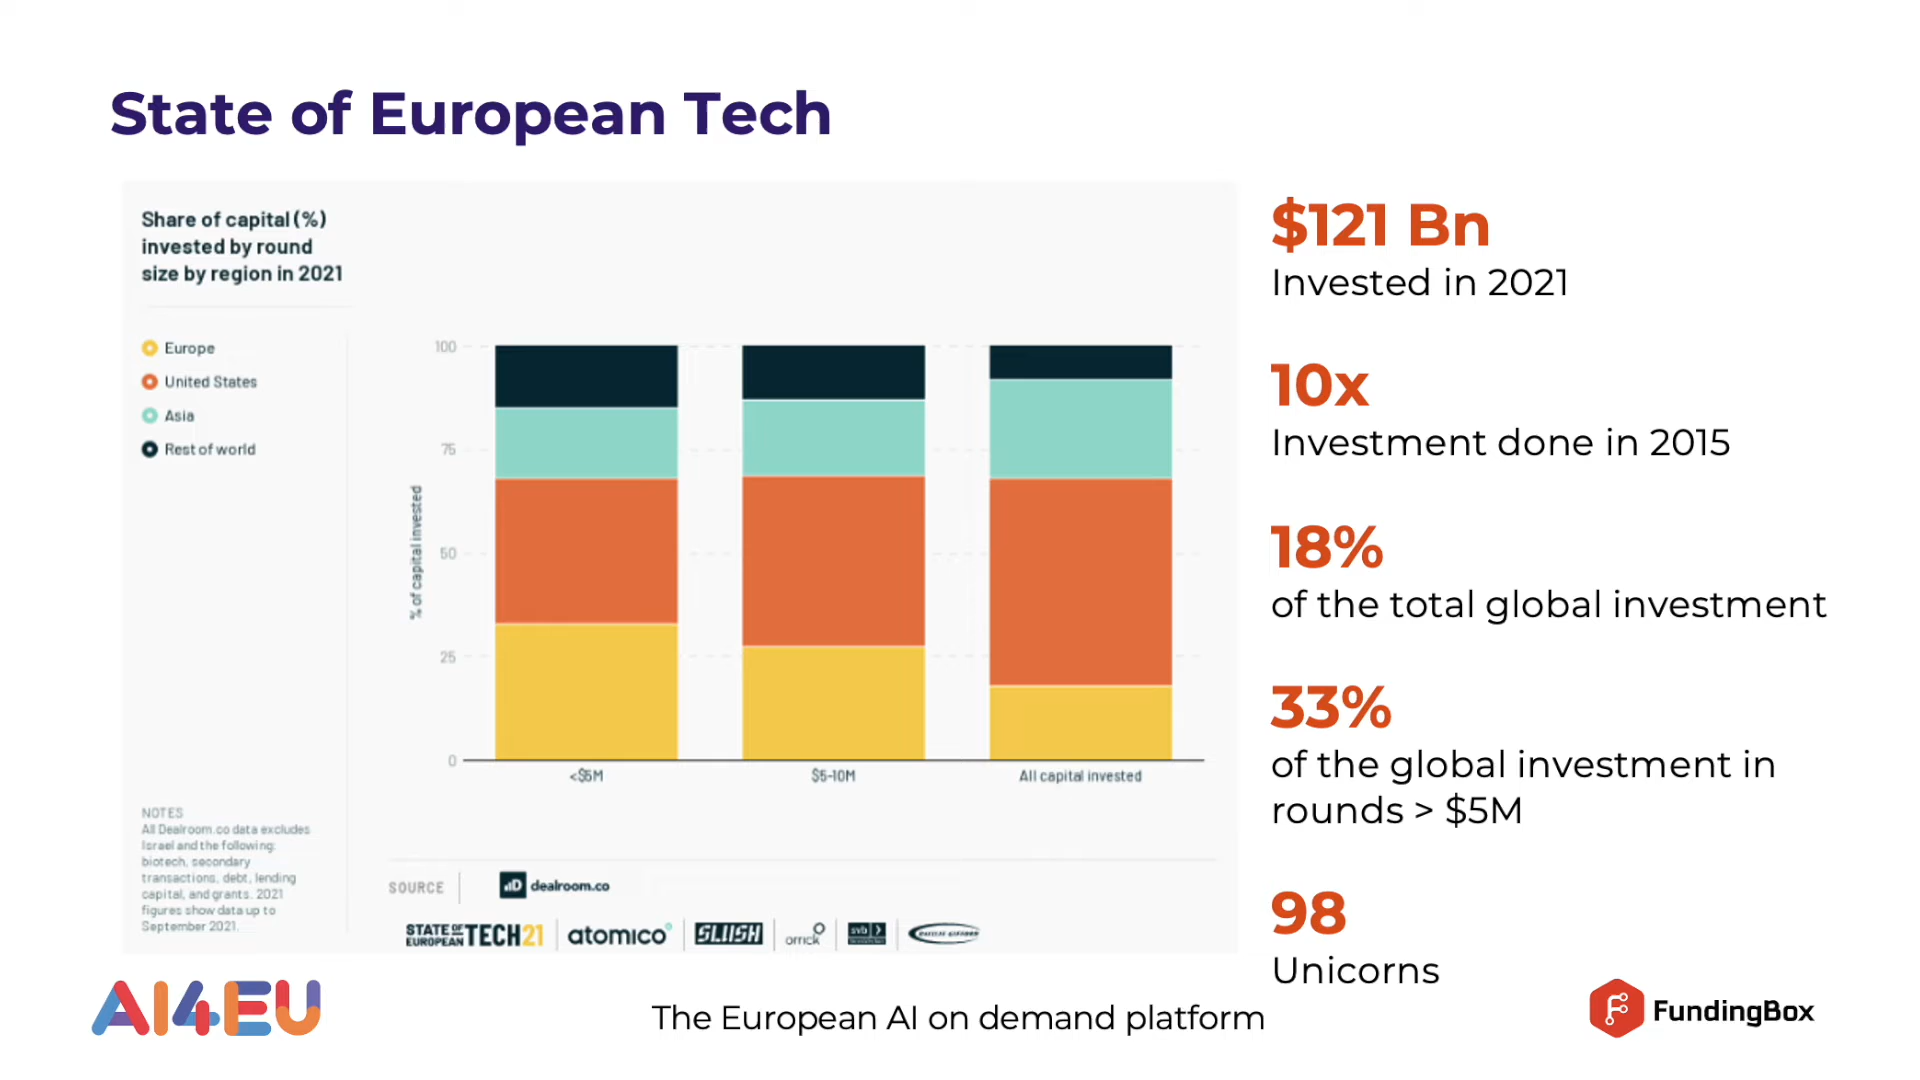 State of European Tech
Share of capital (%)
invested by round
size by region in 2021
Europe
United States
Asia
Rest of world
100
75
50
25
0
% of capital invested
<$5M
$5-10M
All capital invested
NOTES
All Dealroom.co data excludes
Israel and the following:
biotech, secondary
transactions, debt, lending
capital, and grants. 2021
figures show data up to
September 2021.
SOURCE
dealroom.co
STATE OF
EUROPEAN TECH21
atomico
SLUSH
orrick
svb
$121 Bn
Invested in 2021
10x
Investment done in 2015
18%
of the total global investment
33%
of the global investment in
rounds > $5M
98
Unicorns
AI4EU
The European AI on demand platform
FundingBox